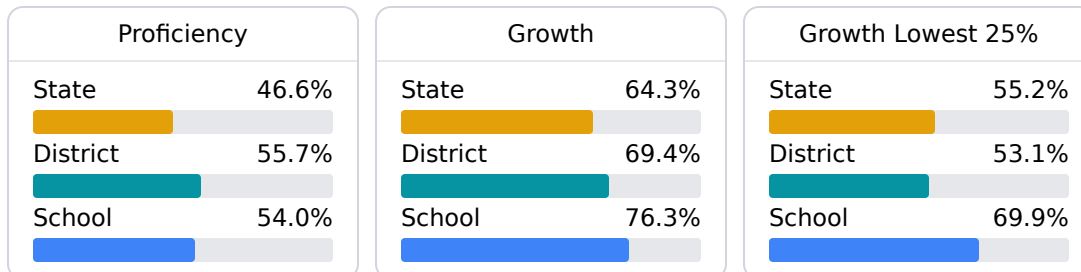 Proficiency
State 46.6%
District 55.7%
School 54.0%
Growth
State 64.3%
District 69.4%
School 76.3%
Growth Lowest 25%
State 55.2%
District 53.1%
School 69.9%